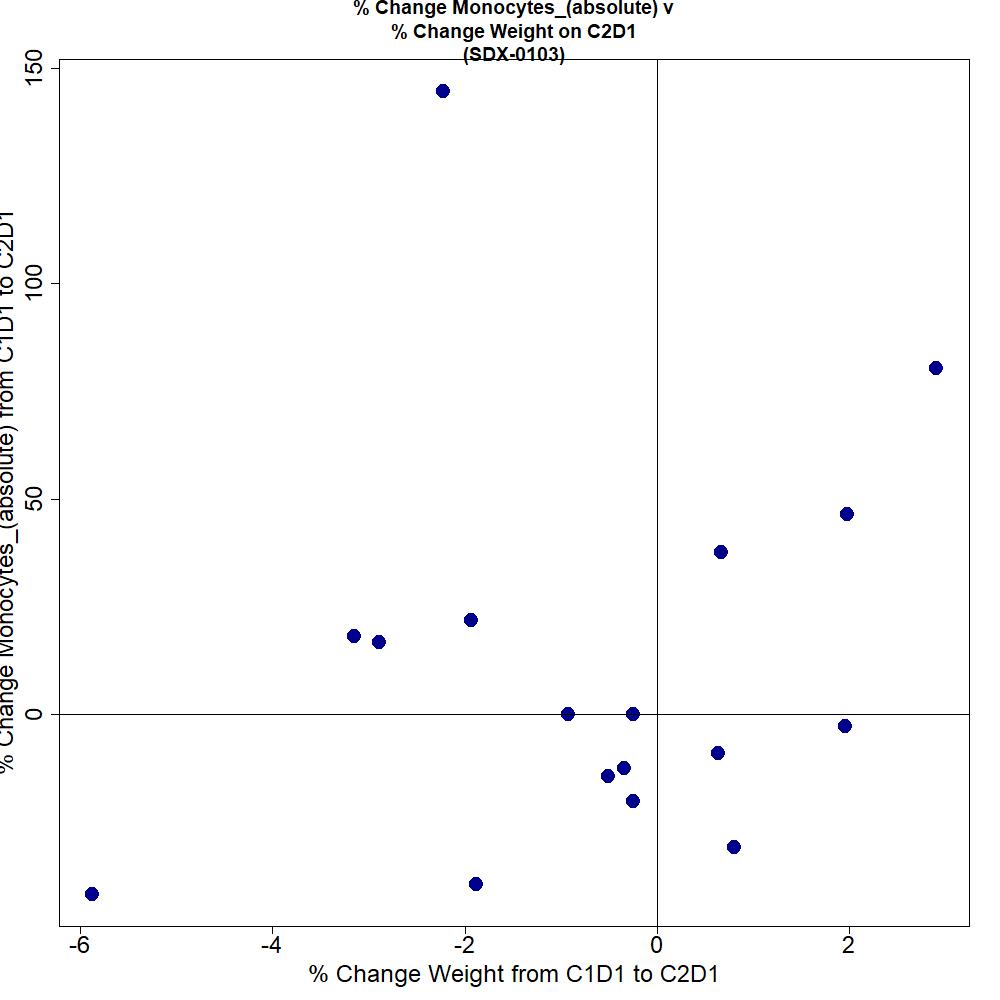 % Change Monocytes_(absolute) v
% Change Weight on C2D1
(SDX-0103)
% Change Monocytes_(absolute) from C1D1 to C2D1
150
100
50
0
-6
-4
-2
0
2
% Change Weight from C1D1 to C2D1